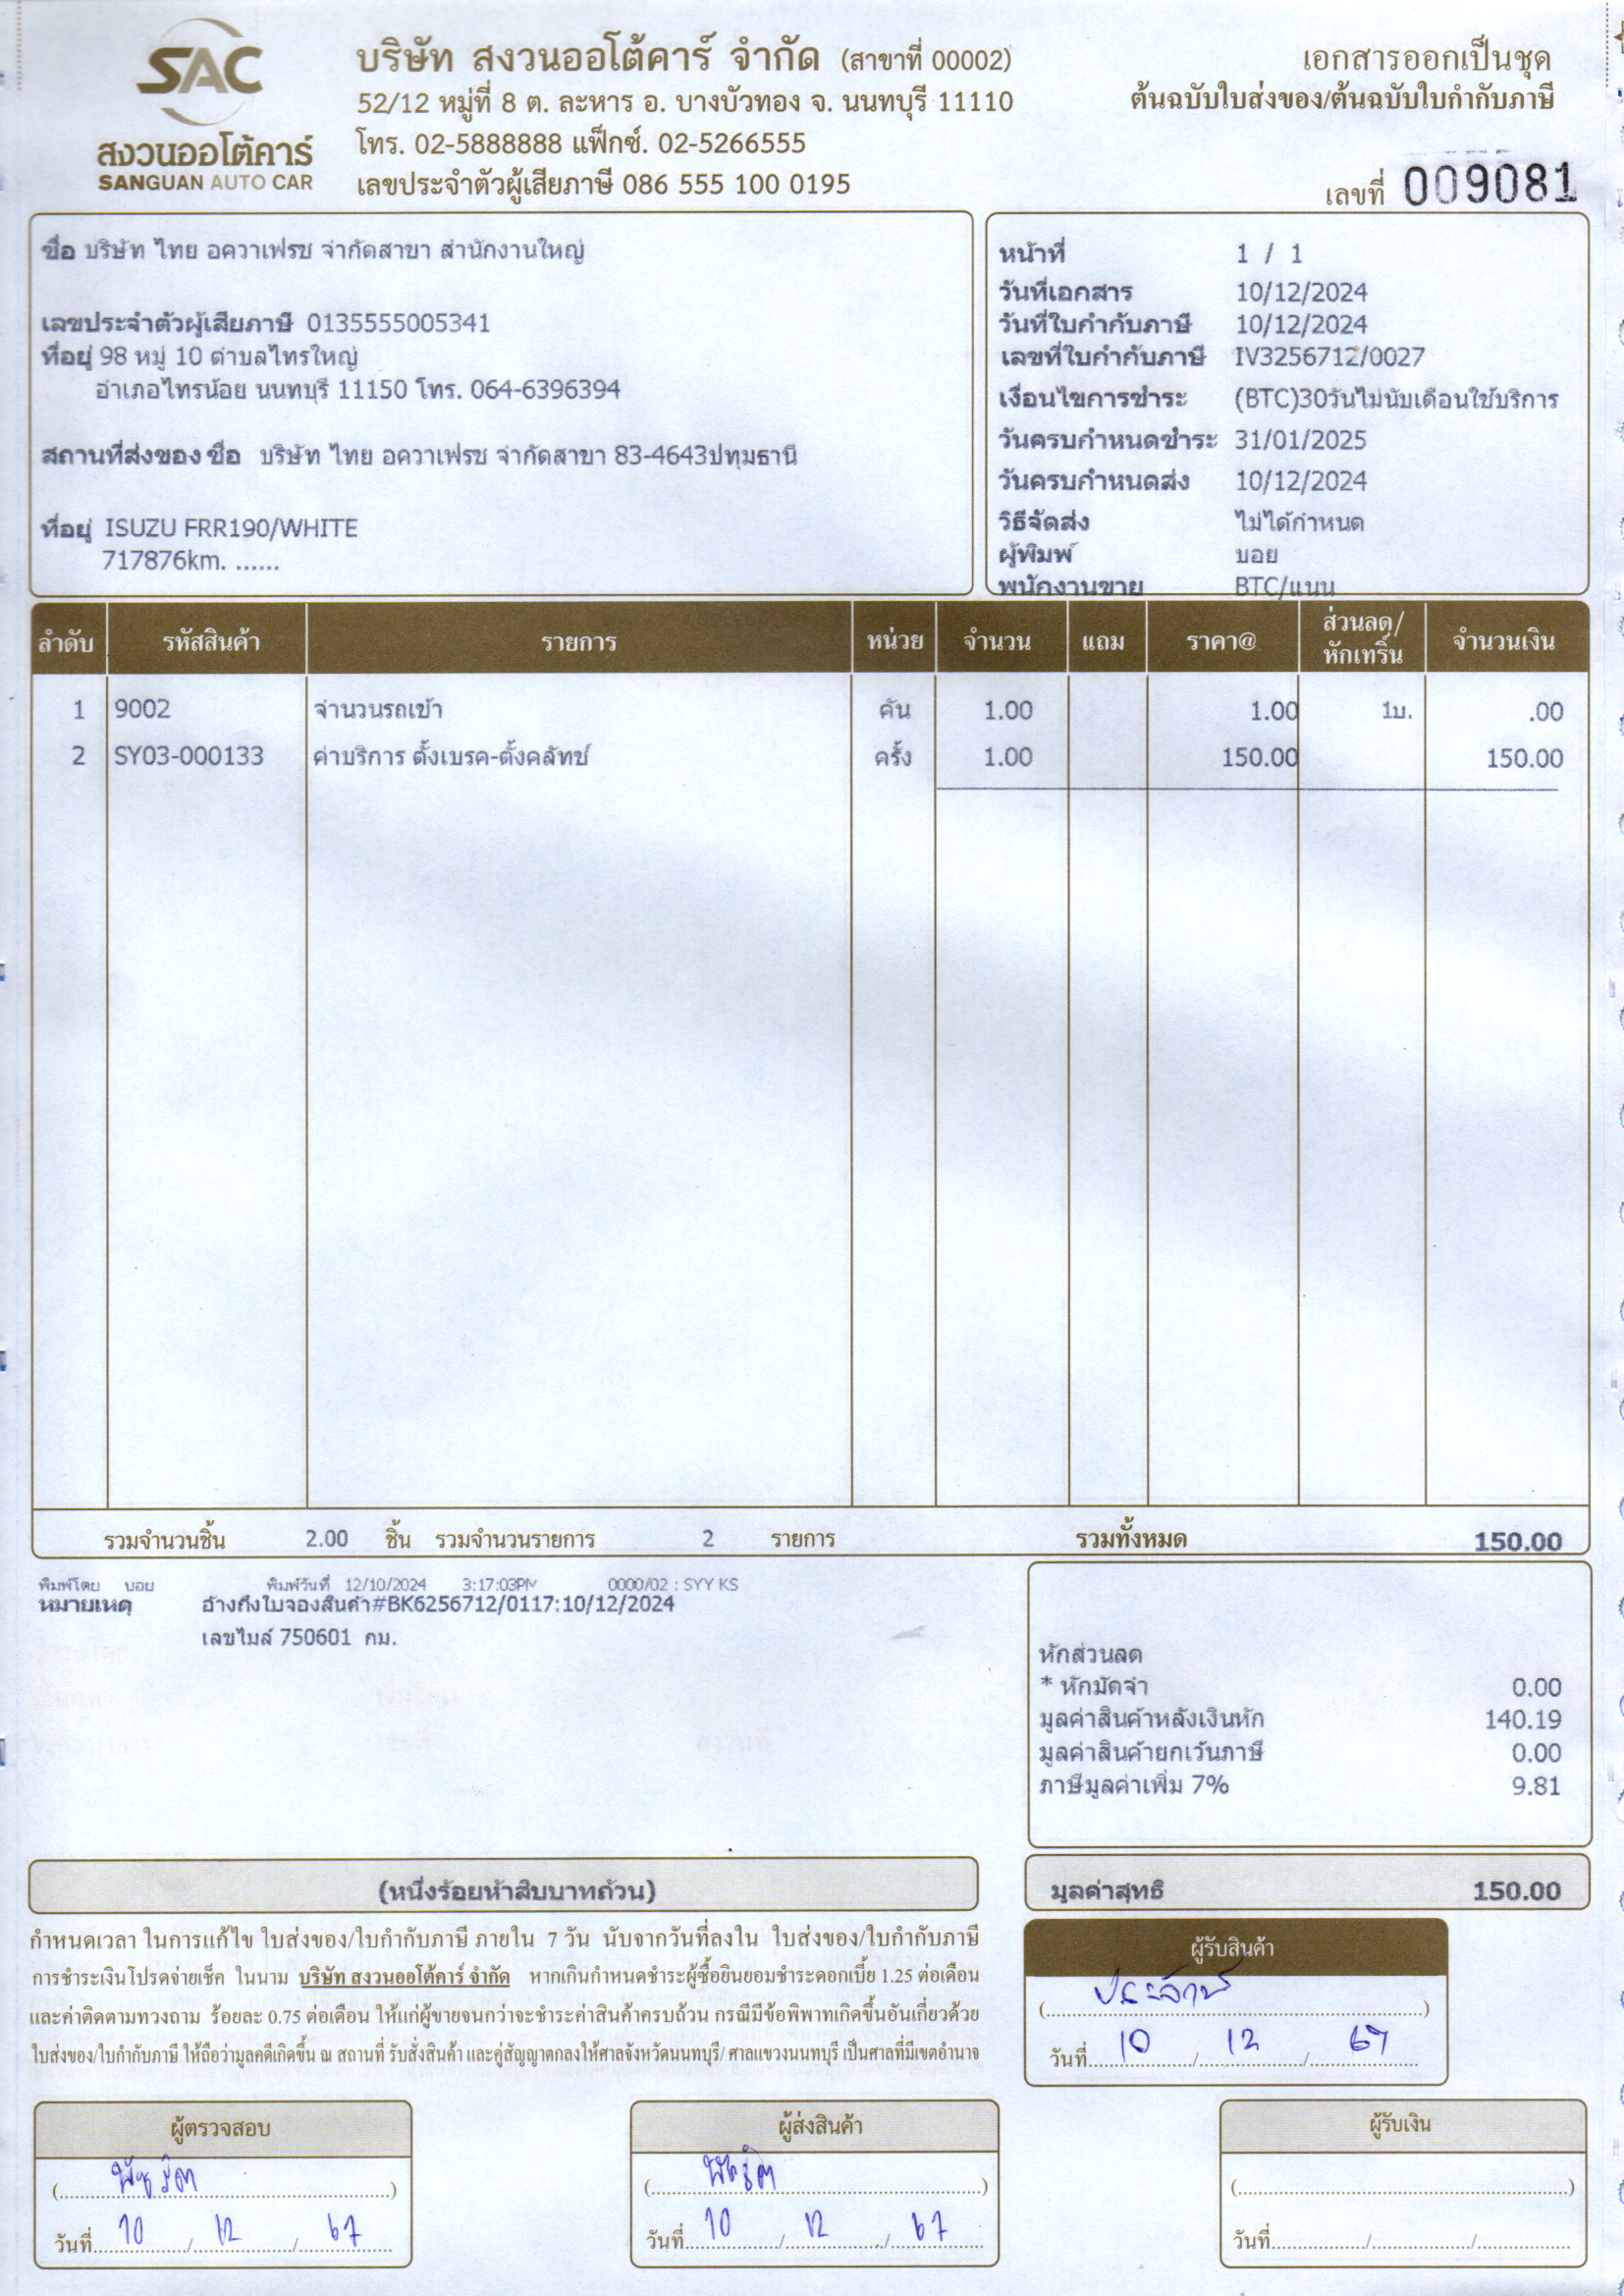 SAC
สงวนออโต้คาร์
SANGUAN AUTO CAR
บริษัท สงวนออโต้คาร์ จำกัด (สาขาที่ 00002)
52/12 หมู่ที่ 8 ต. ละหาร อ. บางบัวทอง จ. นนทบุรี 11110
โทร. 02-5888888 แฟ็กซ์. 02-5266555
เลขประจำตัวผู้เสียภาษี 086 555 100 0195
เอกสารออกเป็นชุด
ต้นฉบับใบส่งของ/ต้นฉบับใบกำกับภาษี
เลขที่ 009081
ชื่อ บริษัท ไทย อควาเฟรช จำกัดสาขา สำนักงานใหญ่
เลขประจำตัวผู้เสียภาษี 0135555005341
ที่อยู่ 98 หมู่ 10 ตำบลไทรใหญ่
อำเภอไทรน้อย นนทบุรี 11150 โทร. 064-6396394
สถานที่ส่งของ ชื่อ บริษัท ไทย อควาเฟรช จำกัดสาขา 83-4643ปทุมธานี
ที่อยู่ ISUZU FRR190/WHITE
717876km. ......
หน้าที่ 1 / 1
วันที่เอกสาร 10/12/2024
วันที่ใบกำกับภาษี 10/12/2024
เลขที่ใบกำกับภาษี IV3256712/0027
เงื่อนไขการชำระ (BTC)30วันไม่นับเดือนใช้บริการ
วันครบกำหนดชำระ 31/01/2025
วันครบกำหนดส่ง 10/12/2024
วิธีจัดส่ง ไม่ได้กำหนด
ผู้พิมพ์ บอย
พนักงานขาย BTC/แนน
ลำดับ รหัสสินค้า รายการ หน่วย จำนวน แถม ราคา@ ส่วนลด/หักเทริ์น จำนวนเงิน
1 9002 จำนวนรถเข้า คัน 1.00 1.00 1บ. .00
2 SY03-000133 ค่าบริการ ตั้งเบรค-ตั้งคลัทช์ ครั้ง 1.00 150.00 150.00
รวมจำนวนชิ้น 2.00 ชิ้น รวมจำนวนรายการ 2 รายการ รวมทั้งหมด 150.00
พิมพ์โดย บอย พิมพ์วันที่ 12/10/2024 3:17:03PM 0000/02 : SYY KS
หมายเหตุ อ้างถึงใบจองสินค้า#BK6256712/0117:10/12/2024
เลขไมล์ 750601 กม.
หักส่วนลด
* หักมัดจำ 0.00
มูลค่าสินค้าหลังเงินหัก 140.19
มูลค่าสินค้ายกเว้นภาษี 0.00
ภาษีมูลค่าเพิ่ม 7% 9.81
(หนึ่งร้อยห้าสิบบาทถ้วน)
มูลค่าสุทธิ 150.00
กำหนดเวลา ในการแก้ไข ใบส่งของ/ใบกำกับภาษี ภายใน 7 วัน นับจากวันที่ลงใน ใบส่งของ/ใบกำกับภาษี
การชำระเงินโปรดจ่ายเช็ค ในนาม บริษัท สงวนออโต้คาร์ จำกัด หากเกินกำหนดชำระผู้ซื้อยินยอมชำระดอกเบี้ย 1.25 ต่อเดือน
และค่าติดตามทวงถาม ร้อยละ 0.75 ต่อเดือน ให้แก่ผู้ขายจนกว่าจะชำระค่าสินค้าครบถ้วน กรณีมีข้อพิพาทเกิดขึ้นอันเกี่ยวด้วย
ใบส่งของ/ใบกำกับภาษี ให้ถือว่ามูลคดีเกิดขึ้น ณ สถานที่ รับสั่งสินค้า และคู่สัญญาตกลงให้ศาลจังหวัดนนทบุรี/ ศาลแขวงนนทบุรี เป็นศาลที่มีเขตอำนาจ
ผู้รับสินค้า
วันที่ 10 / 12 / 67
ผู้ตรวจสอบ
วันที่ 10 / 12 / 67
ผู้ส่งสินค้า
วันที่ 10 / 12 / 67
ผู้รับเงิน
วันที่ / /